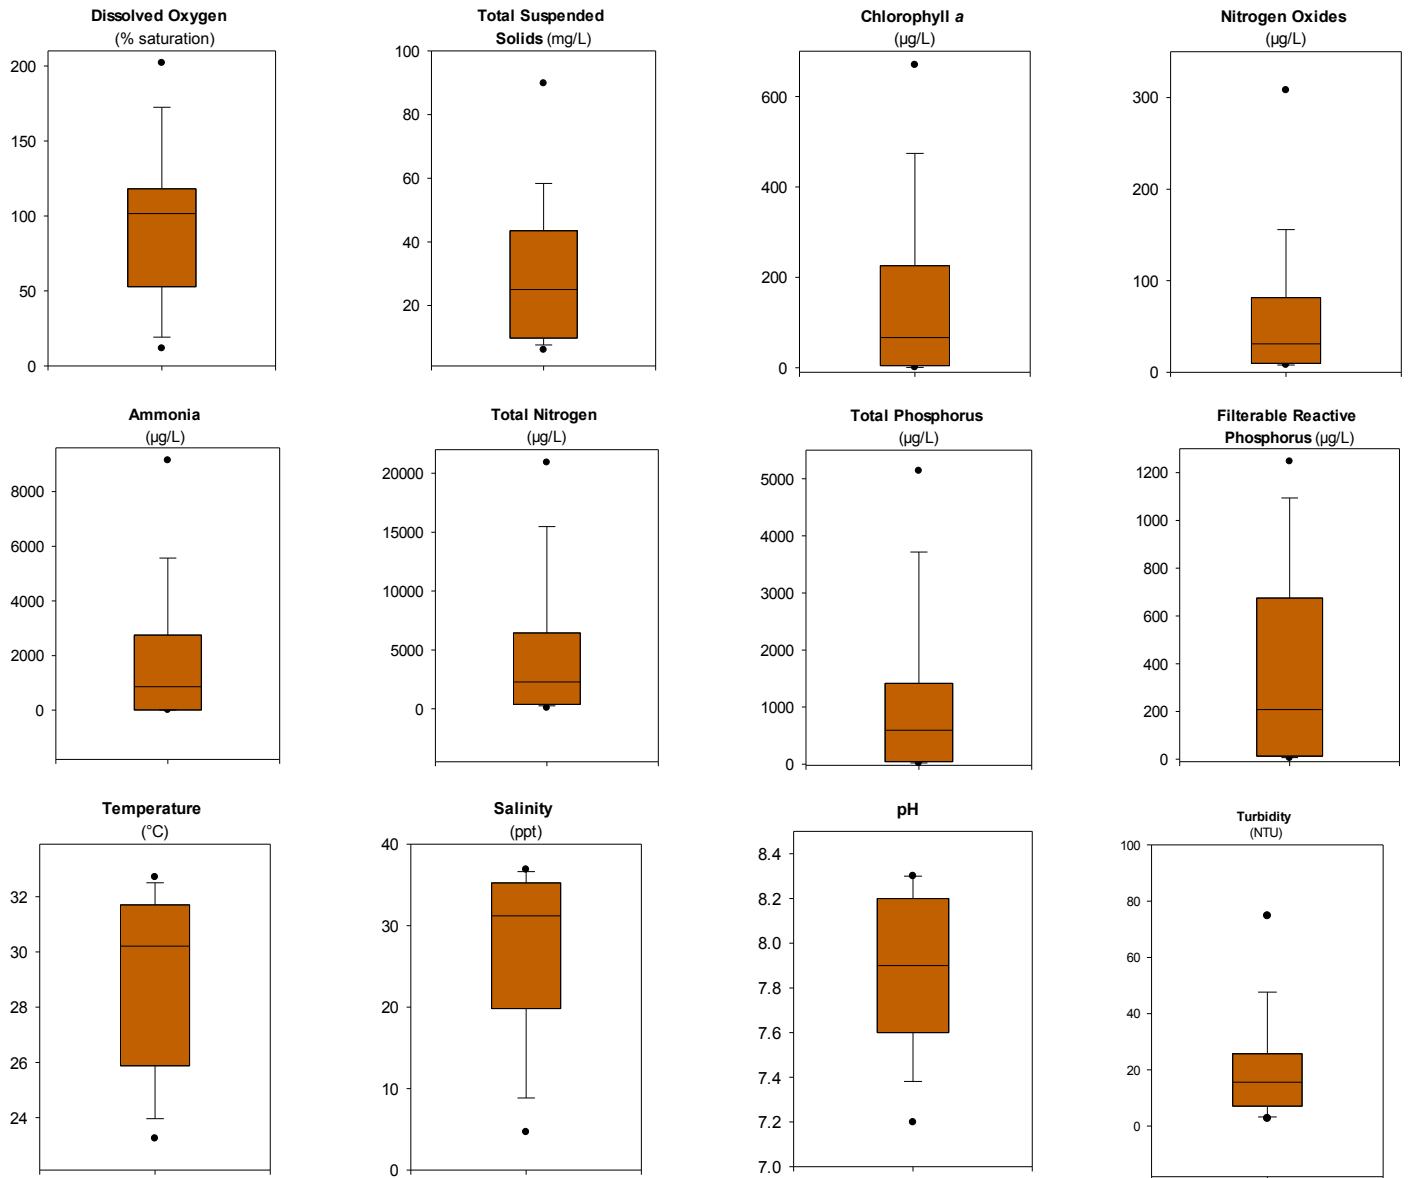 Dissolved Oxygen
(% saturation)
200
150
100
50
0
Total Suspended
Solids (mg/L)
100
80
60
40
20
Chlorophyll a
(µg/L)
600
400
200
0
Nitrogen Oxides
(µg/L)
300
200
100
0
Ammonia
(µg/L)
8000
6000
4000
2000
0
Total Nitrogen
(µg/L)
20000
15000
10000
5000
0
Total Phosphorus
(µg/L)
5000
4000
3000
2000
1000
0
Filterable Reactive
Phosphorus (µg/L)
1200
1000
800
600
400
200
0
Temperature
(°C)
32
30
28
26
24
Salinity
(ppt)
40
30
20
10
0
pH
8.4
8.2
8.0
7.8
7.6
7.4
7.2
7.0
Turbidity
(NTU)
100
80
60
40
20
0